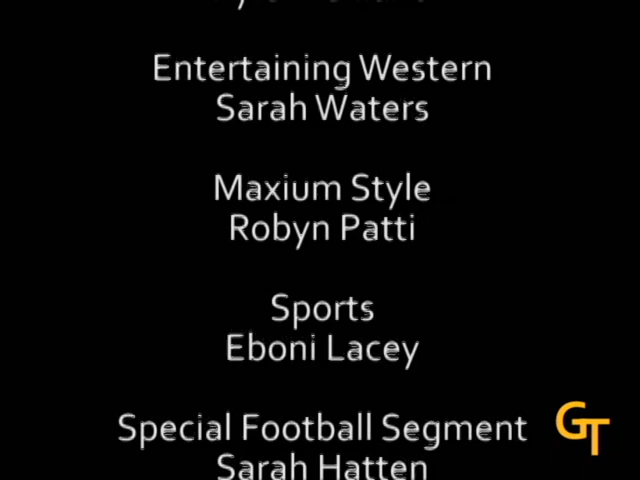 Entertaining Western
Sarah Waters
Maxium Style
Robyn Patti
Sports
Eboni Lacey
Special Football Segment
Sarah Hatten
GT